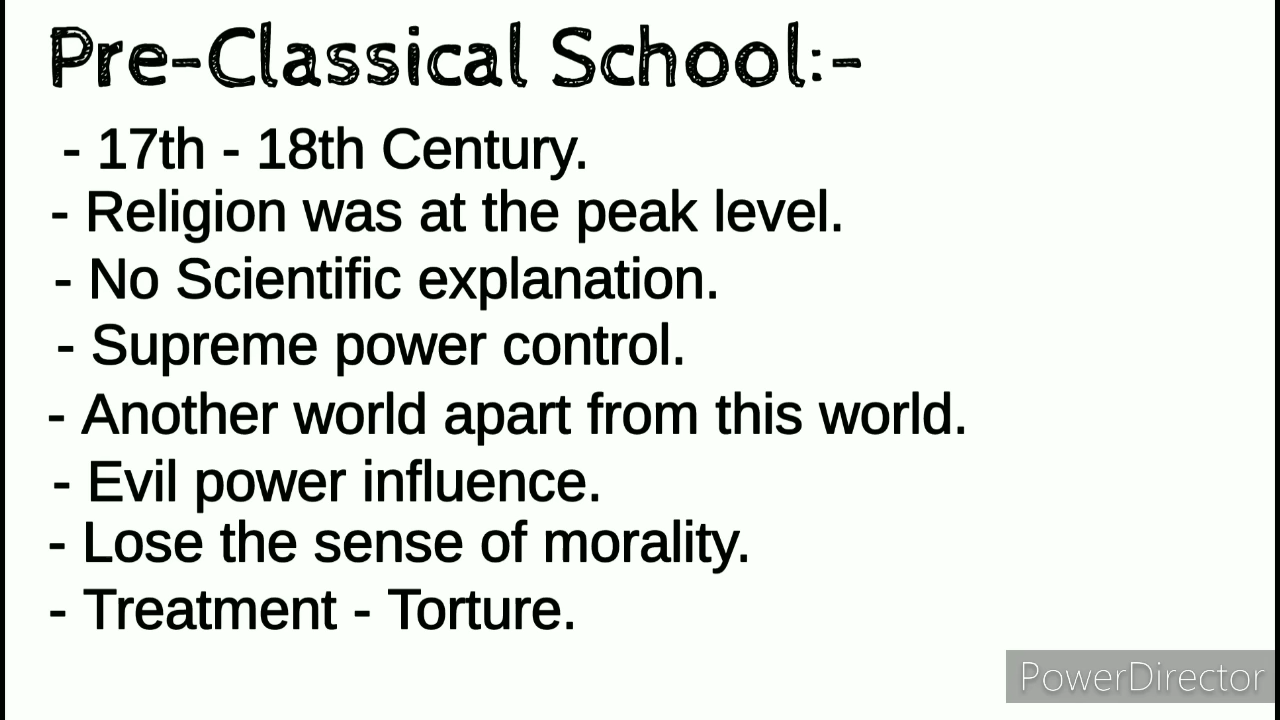 Pre-Classical School:-
- 17th - 18th Century.
- Religion was at the peak level.
- No Scientific explanation.
- Supreme power control.
- Another world apart from this world.
- Evil power influence.
- Lose the sense of morality.
- Treatment - Torture.
PowerDirector